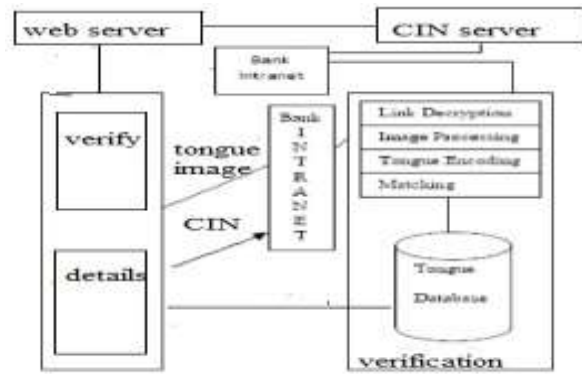 web server
CIN server
Bank
Intranet
verify
tongue
image
CIN
details
Bank
I
N
T
R
A
N
E
T
Link Decryption
Image Processing
Tongue Encoding
Matching
Tongue
Database
verification